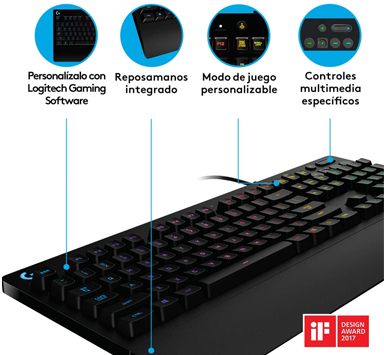 Personalízalo con
Logitech Gaming
Software
Reposamanos
integrado
Modo de juego
personalizable
Controles
multimedia
específicos
iF
DESIGN
AWARD
2017